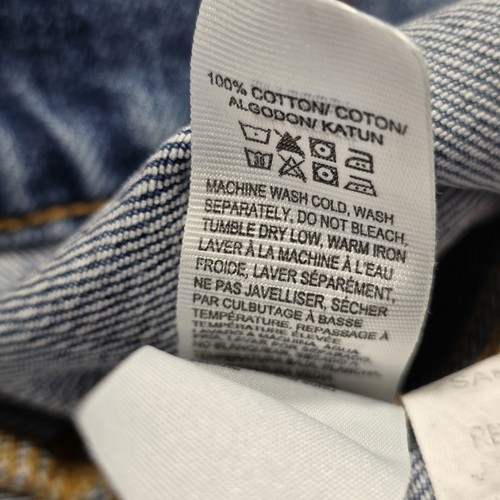 100% COTTON/ COTON/
ALGODON/ KATUN
30
MACHINE WASH COLD, WASH
SEPARATELY, DO NOT BLEACH,
TUMBLE DRY LOW, WARM IRON
LAVER À LA MACHINE À L'EAU
FROIDE, LAVER SÉPARÉMENT,
NE PAS JAVELLISER, SÉCHER
PAR CULBUTAGE À BASSE
TEMPÉRATURE, REPASSAGE À